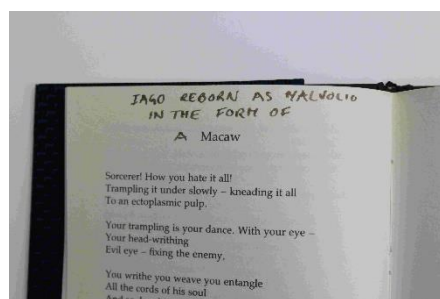 IAGO REBORN AS MALVOLIO
IN THE FORM OF
A Macaw
Sorcerer! How you hate it all!
Trampling it under slowly – kneading it all
To an ectoplasmic pulp.
Your trampling is your dance. With your eye –
Your head-writhing
Evil eye – fixing the enemy,
You writhe you weave you entangle
All the cords of his soul